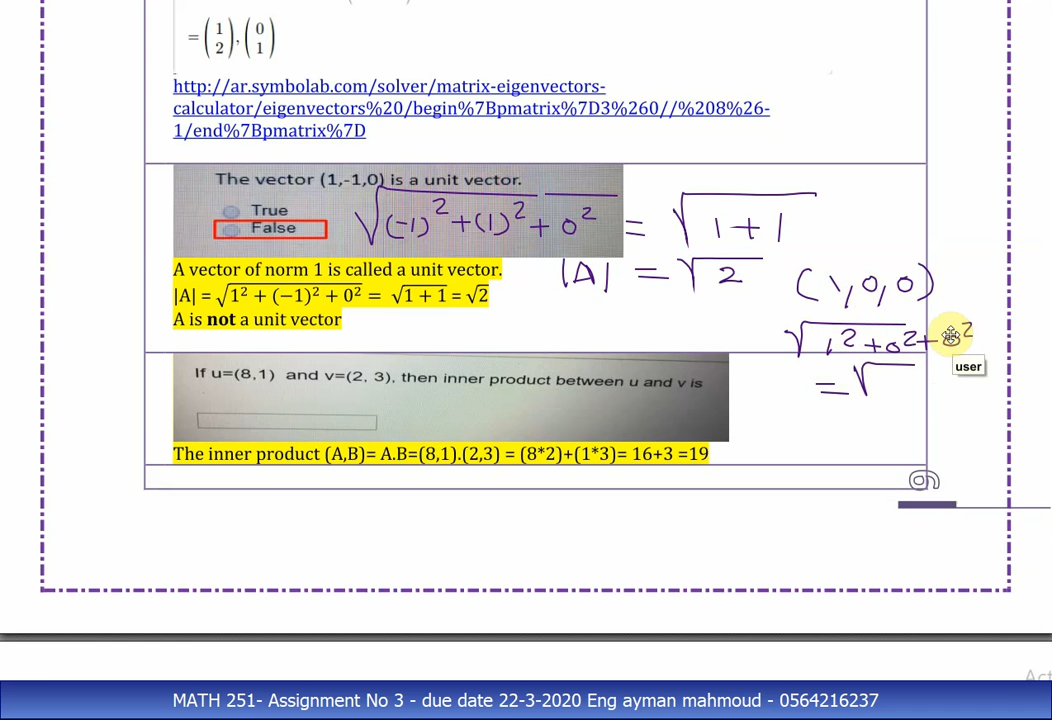 = (1 2), (0 1)
http://ar.symbolab.com/solver/matrix-eigenvectors-
calculator/eigenvectors%20/begin%7Bpmatrix%7D3%260//%208%26-
1/end%7Bpmatrix%7D
The vector (1,-1,0) is a unit vector.
True
False
√(-1)² + (1)² + 0² = √1 + 1
A vector of norm 1 is called a unit vector.
|A| = √2
(1,0,0)
|A| = √1² + (−1)² + 0² = √1 + 1 = √2
A is not a unit vector
√1² + 0² + 0²
= √
user
If u=(8,1) and v=(2, 3), then inner product between u and v is
The inner product (A,B)= A.B=(8,1).(2,3) = (8*2)+(1*3)= 16+3 =19
MATH 251- Assignment No 3 - due date 22-3-2020 Eng ayman mahmoud - 0564216237